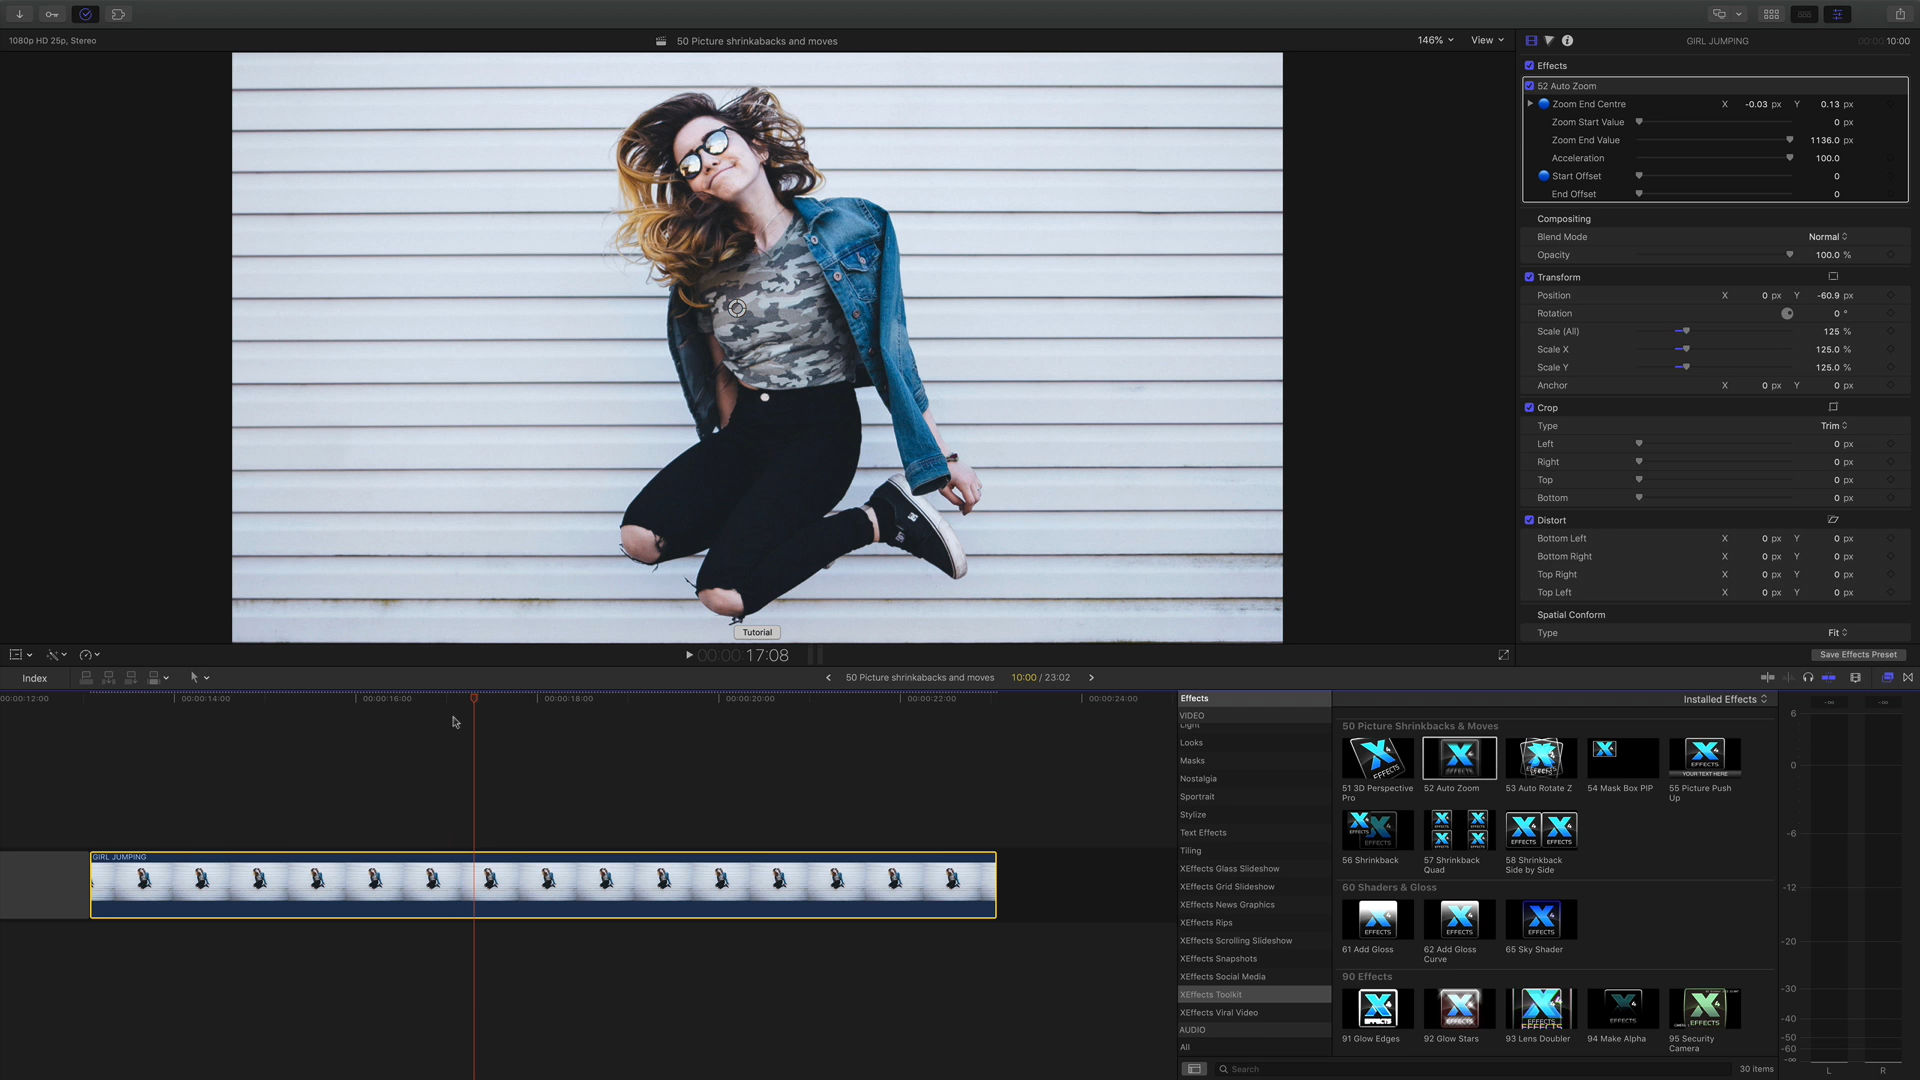 1080p HD 25p, Stereo
50 Picture shrinkabacks and moves
146%
View
GIRL JUMPING
00:00:10:00
Effects
52 Auto Zoom
Zoom End Centre X -0.03 px Y 0.13 px
Zoom Start Value 0 px
Zoom End Value 1136.0 px
Acceleration 100.0
Start Offset 0
End Offset 0
Compositing
Blend Mode Normal
Opacity 100.0 %
Transform
Position X 0 px Y -60.9 px
Rotation 0 °
Scale (All) 125 %
Scale X 125.0 %
Scale Y 125.0 %
Anchor X 0 px Y 0 px
Crop
Type Trim
Left 0 px
Right 0 px
Top 0 px
Bottom 0 px
Distort
Bottom Left X 0 px Y 0 px
Bottom Right X 0 px Y 0 px
Top Right X 0 px Y 0 px
Top Left X 0 px Y 0 px
Spatial Conform
Type Fit
Save Effects Preset
Tutorial
00:00:17:08
Index
50 Picture shrinkabacks and moves
10:00 / 23:02
00:00:12:00
00:00:14:00
00:00:16:00
00:00:18:00
00:00:20:00
00:00:22:00
00:00:24:00
GIRL JUMPING
Effects
VIDEO
Light
Looks
Masks
Nostalgia
Sportrait
Stylize
Text Effects
Tiling
XEffects Glass Slideshow
XEffects Grid Slideshow
XEffects News Graphics
XEffects Rips
XEffects Scrolling Slideshow
XEffects Snapshots
XEffects Social Media
XEffects Toolkit
XEffects Viral Video
AUDIO
All
Installed Effects
50 Picture Shrinkbacks & Moves
51 3D Perspective Pro
52 Auto Zoom
53 Auto Rotate Z
54 Mask Box PIP
55 Picture Push Up
56 Shrinkback
57 Shrinkback Quad
58 Shrinkback Side by Side
60 Shaders & Gloss
61 Add Gloss
62 Add Gloss Curve
65 Sky Shader
90 Effects
91 Glow Edges
92 Glow Stars
93 Lens Doubler
94 Make Alpha
95 Security Camera
Search
30 items
6
0
-6
-12
-20
-30
-40
-50
-60
-∞
L
R